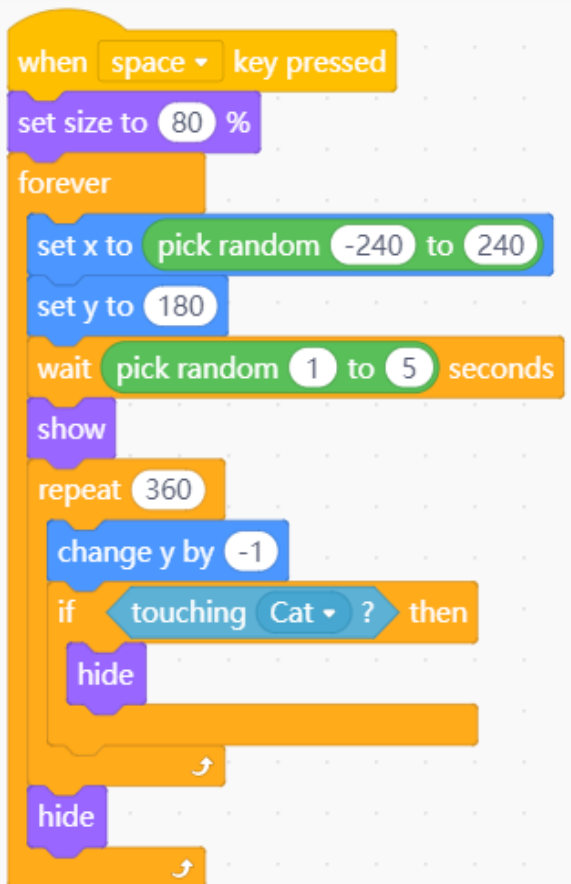 when space key pressed
set size to 80 %
forever
set x to pick random -240 to 240
set y to 180
wait pick random 1 to 5 seconds
show
repeat 360
change y by -1
if touching Cat ? then
hide
hide